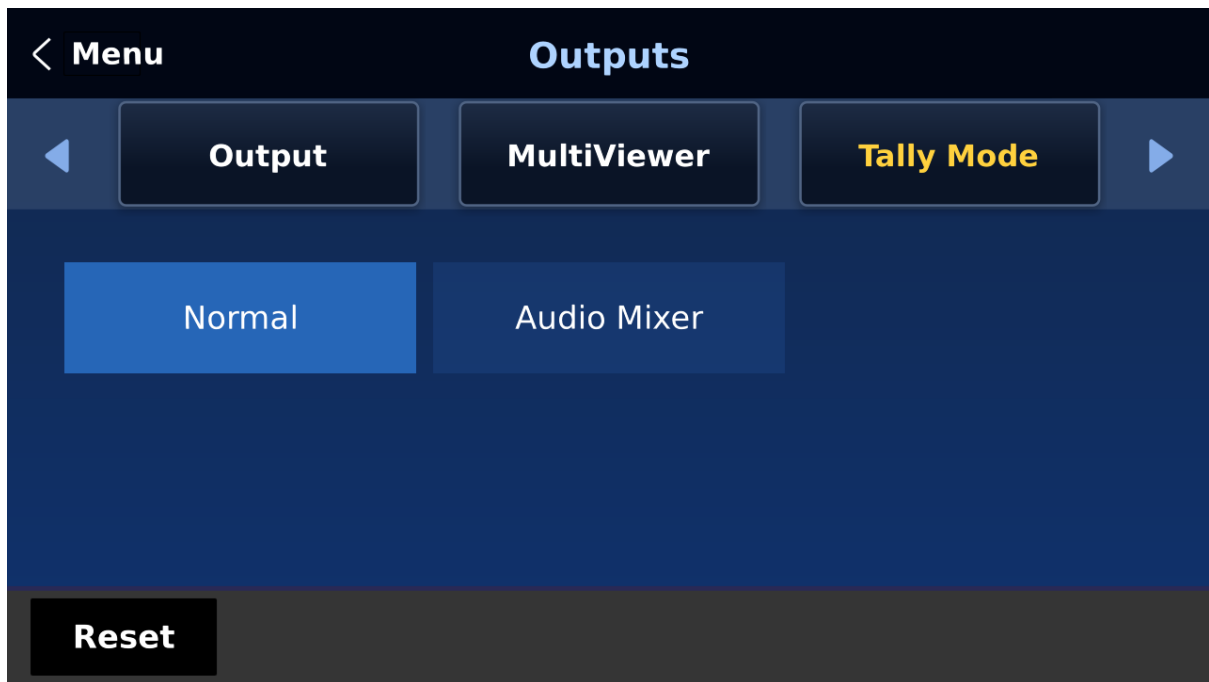 Menu
Outputs
Output
MultiViewer
Tally Mode
Normal
Audio Mixer
Reset